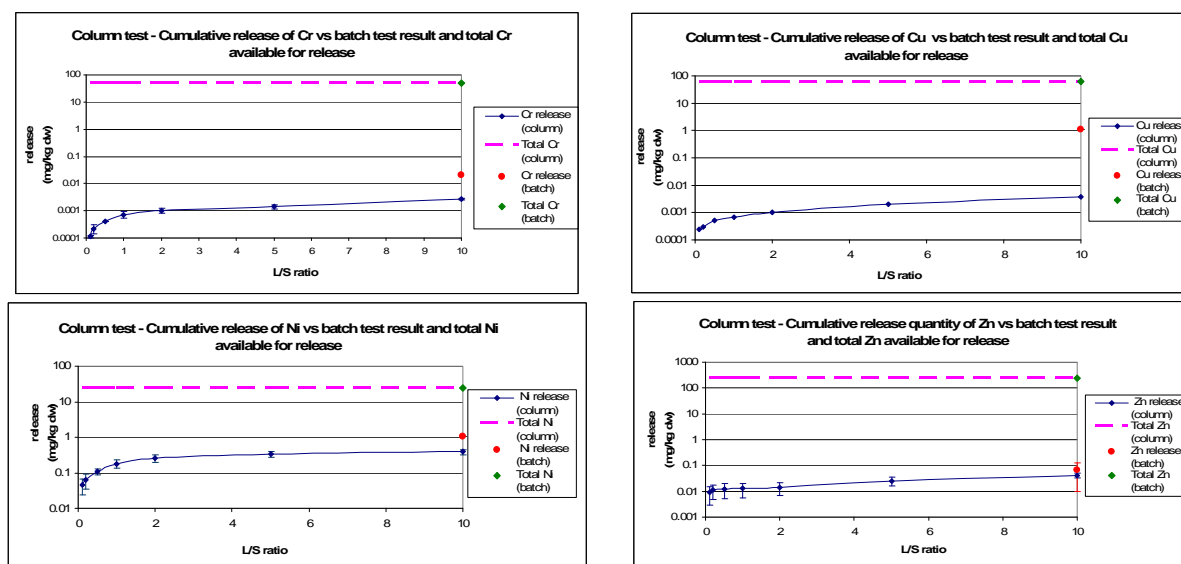 Column test - Cumulative release of Cr vs batch test result and total Cr
available for release
100
10
1
0.1
0.01
0.001
0.0001
0 1 2 3 4 5 6 7 8 9 10
release
(mg/kg dw)
L/S ratio
Cr release
(column)
Total Cr
(column)
Cr release
(batch)
Total Cr
(batch)
Column test - Cumulative release of Cu vs batch test result and total Cu
available for release
100
10
1
0.1
0.01
0.001
0.0001
0 2 4 6 8 10
release
(mg/kg dw)
L/S ratio
Cu release
(column)
Total Cu
(column)
Cu release
(batch)
Total Cu
(batch)
Column test - Cumulative release of Ni vs batch test result and total Ni
available for release
100
10
1
0.1
0.01
0 2 4 6 8 10
release
(mg/kg dw)
L/S ratio
Ni release
(column)
Total Ni
(column)
Ni release
(batch)
Total Ni
(batch)
Column test - Cumulative release quantity of Zn vs batch test result
and total Zn available for release
1000
100
10
1
0.1
0.01
0.001
0 2 4 6 8 10
release
(mg/kg dw)
L/S ratio
Zn release
(column)
Total Zn
(column)
Zn release
(batch)
Total Zn
(batch)